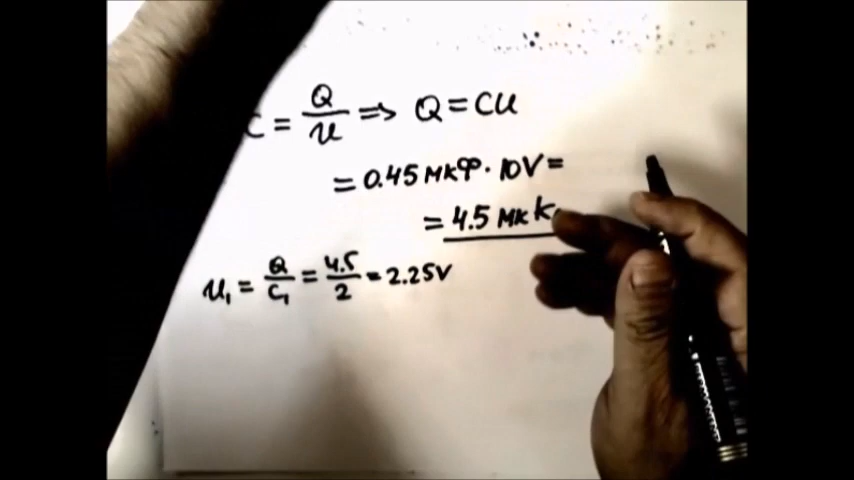 C = Q/U => Q = CU
= 0.45 мкФ · 10V =
= 4.5 мк К
U₁ = Q/C₁ = 4.5/2 = 2.25V